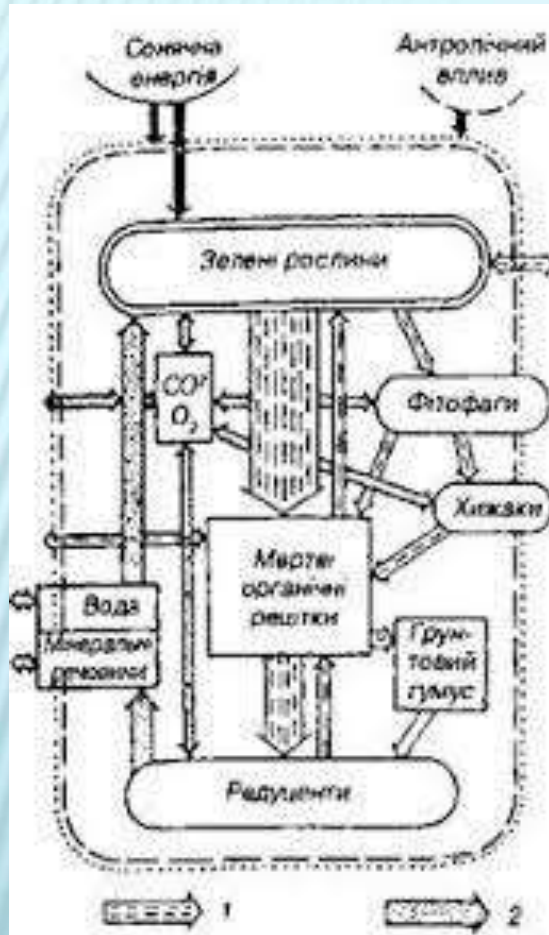 Сонячна
енергія
Антропічний
вплив
Зелені рослини
CO²
O₂
Фітофаги
Хижаки
Мертві
органічні
рештки
Вода
Мінеральні
речовини
Грун-
товий
гумус
Редуценти
1
2